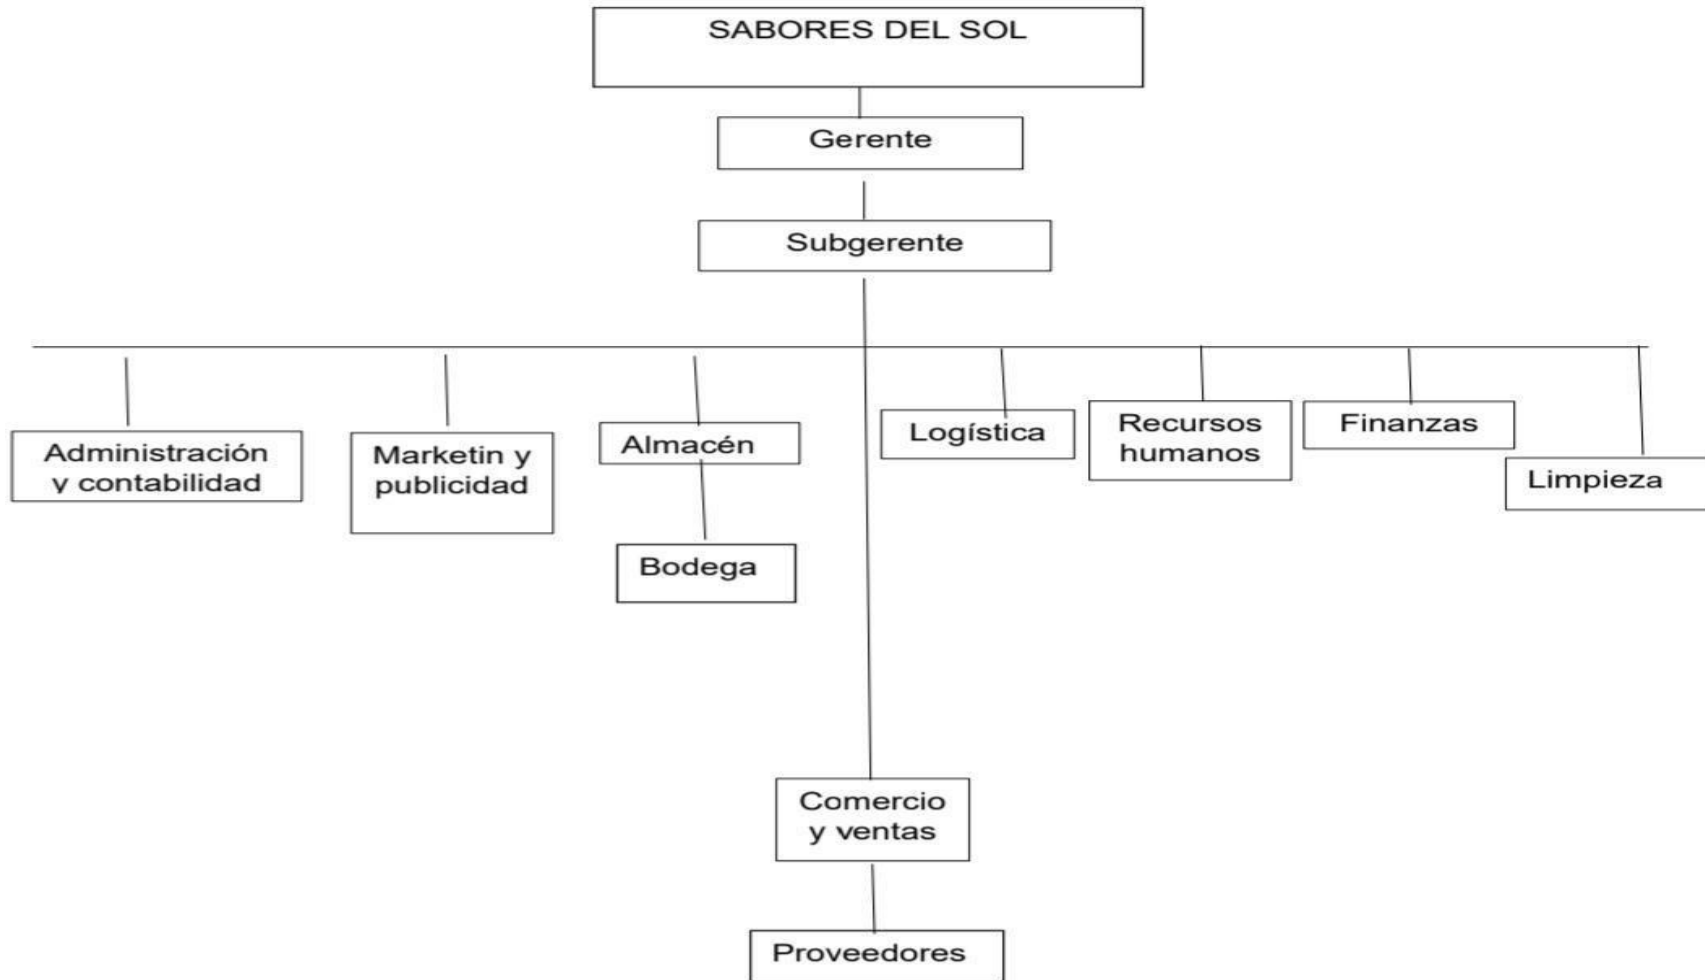 SABORES DEL SOL
Gerente
Subgerente
Administración
y contabilidad
Marketin y
publicidad
Almacén
Bodega
Logística
Recursos
humanos
Finanzas
Limpieza
Comercio
y ventas
Proveedores